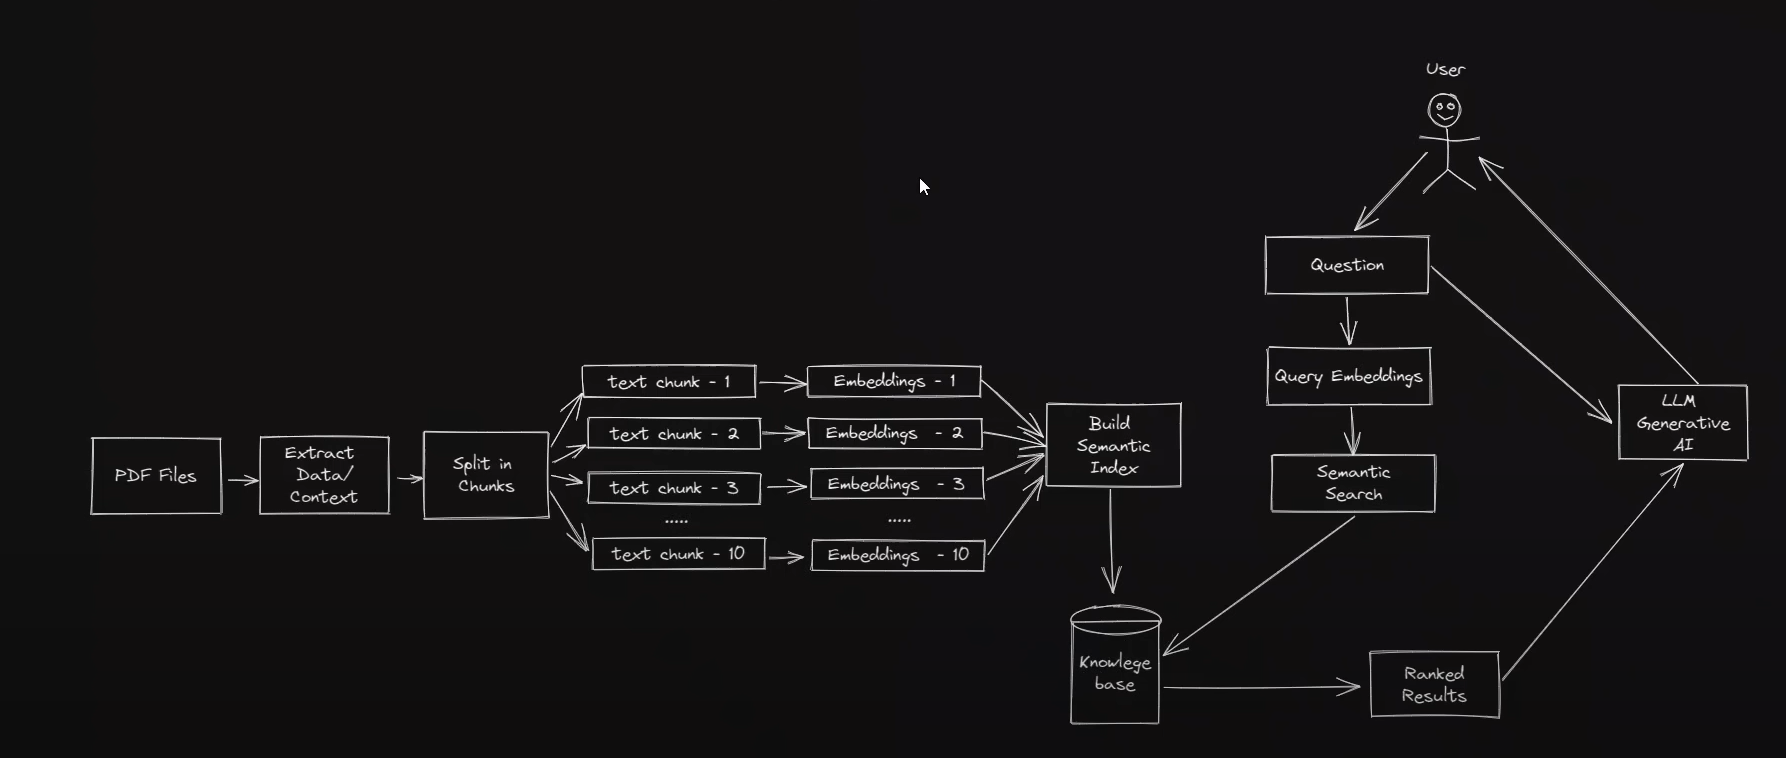 User
Question
Query Embeddings
Semantic
Search
LLM
Generative
AI
PDF Files
Extract
Data/
Context
Split in
Chunks
text chunk - 1
text chunk - 2
text chunk - 3
.....
text chunk - 10
Embeddings - 1
Embeddings - 2
Embeddings - 3
.....
Embeddings - 10
Build
Semantic
Index
Knowlege
base
Ranked
Results